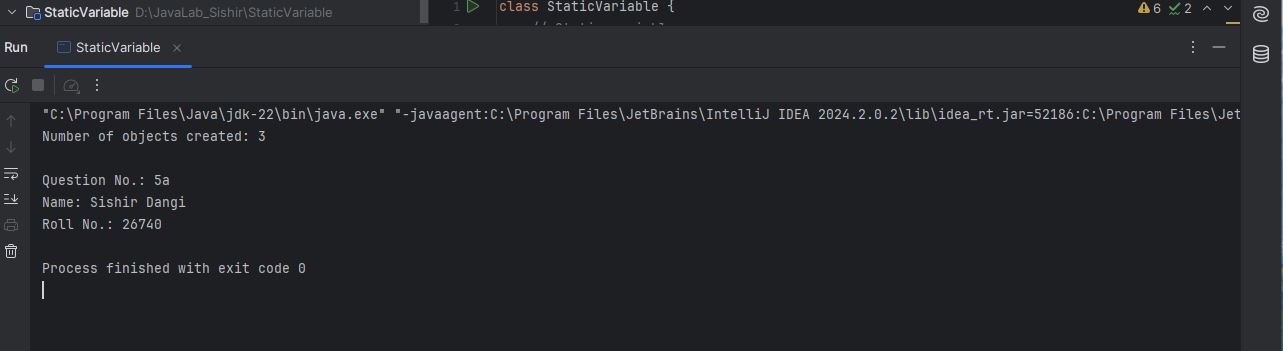 StaticVariable D:\JavaLab_Sishir\StaticVariable
1 class StaticVariable {
6 2
Run StaticVariable
"C:\Program Files\Java\jdk-22\bin\java.exe" "-javaagent:C:\Program Files\JetBrains\IntelliJ IDEA 2024.2.0.2\lib\idea_rt.jar=52186:C:\Program Files\Jet
Number of objects created: 3
Question No.: 5a
Name: Sishir Dangi
Roll No.: 26740
Process finished with exit code 0